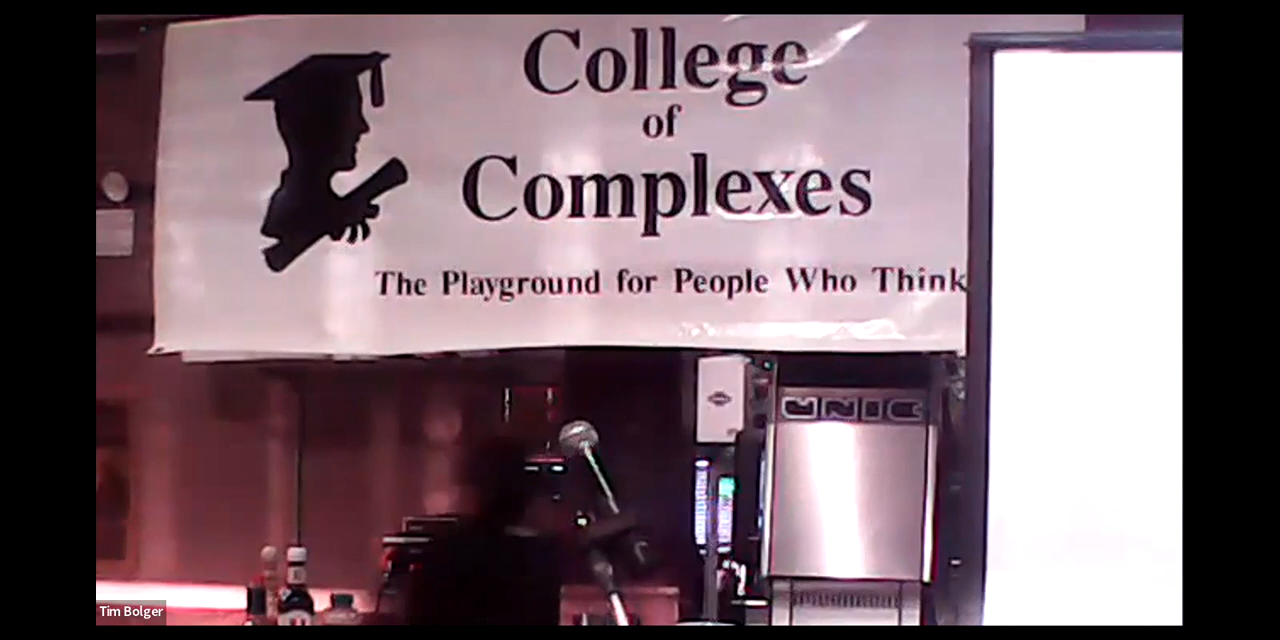 College
of
Complexes
The Playground for People Who Think
UNIC
Tim Bolger